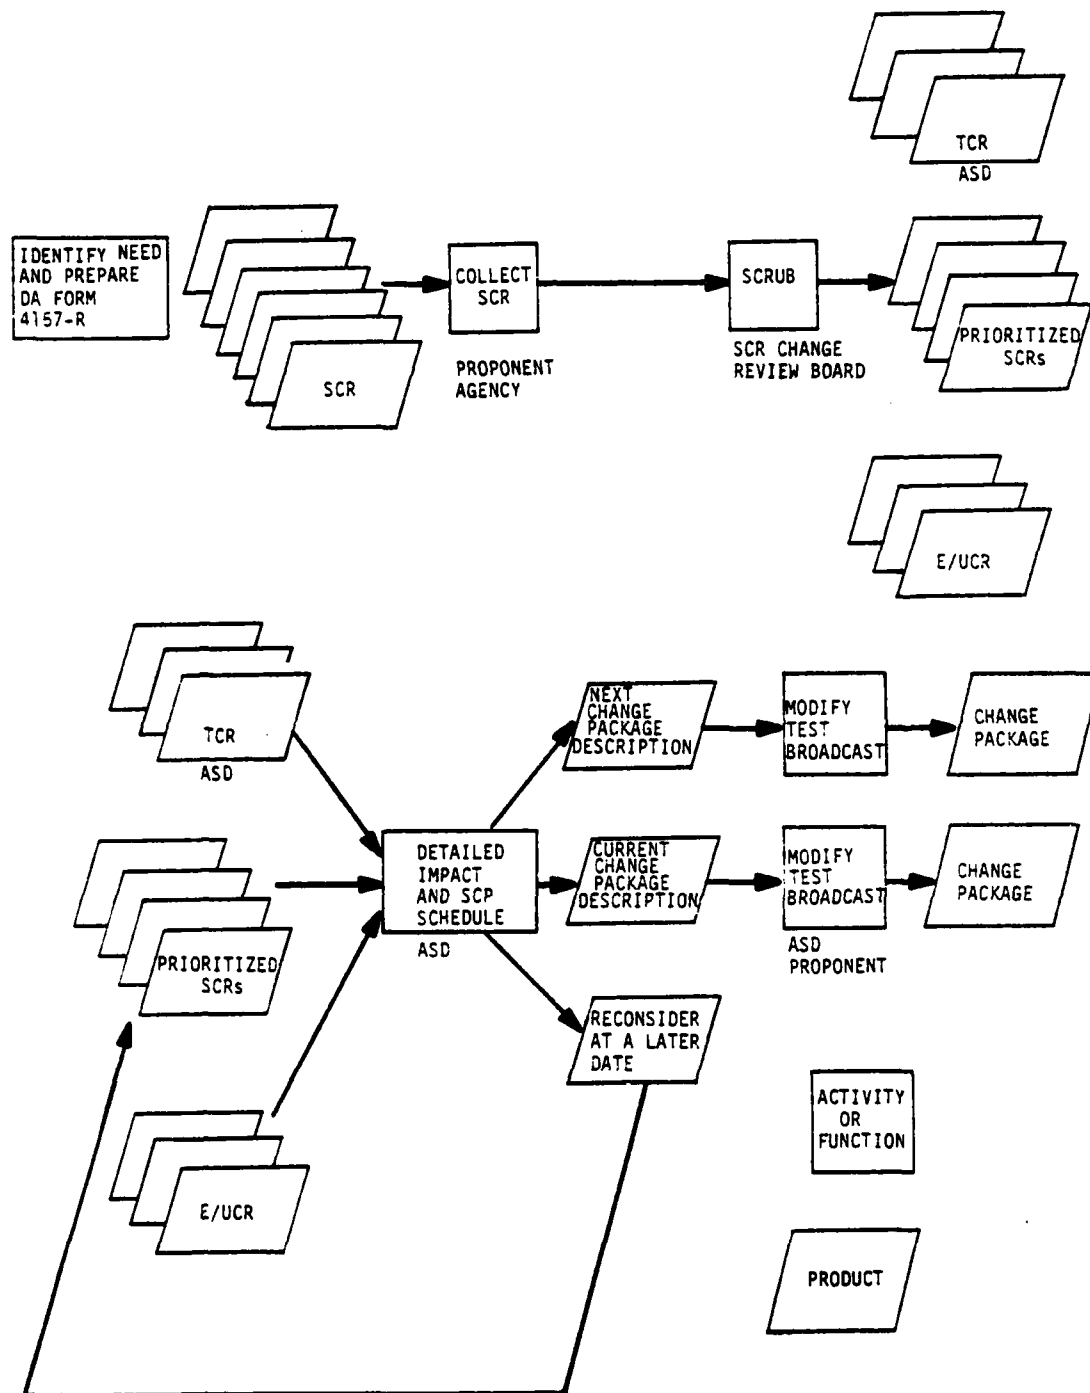 TCR
ASD
IDENTIFY NEED
AND PREPARE
DA FORM
4157-R
SCR
COLLECT
SCR
PROPONENT
AGENCY
SCRUB
SCR CHANGE
REVIEW BOARD
PRIORITIZED
SCRs
E/UCR
TCR
ASD
PRIORITIZED
SCRs
E/UCR
DETAILED
IMPACT
AND SCP
SCHEDULE
ASD
NEXT
CHANGE
PACKAGE
DESCRIPTION
MODIFY
TEST
BROADCAST
CHANGE
PACKAGE
CURRENT
CHANGE
PACKAGE
DESCRIPTION
MODIFY
TEST
BROADCAST
ASD
PROPONENT
CHANGE
PACKAGE
RECONSIDER
AT A LATER
DATE
ACTIVITY
OR
FUNCTION
PRODUCT